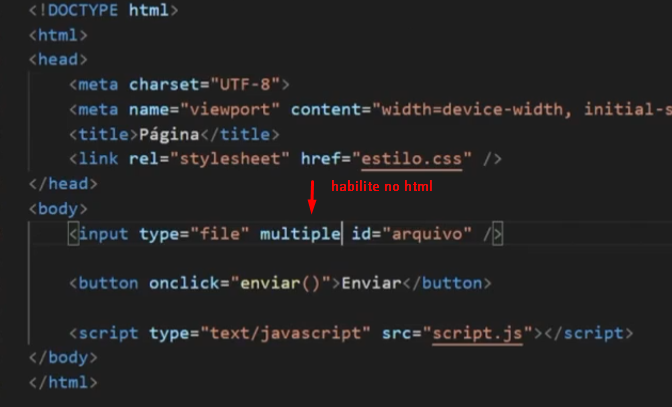 <!DOCTYPE html>
<html>
<head>
<meta charset="UTF-8">
<meta name="viewport" content="width=device-width, initial-s
<title>Página</title>
<link rel="stylesheet" href="estilo.css" />
</head>
habilite no html
<body>
<input type="file" multiple id="arquivo" />
<button onclick="enviar()">Enviar</button>
<script type="text/javascript" src="script.js"></script>
</body>
</html>